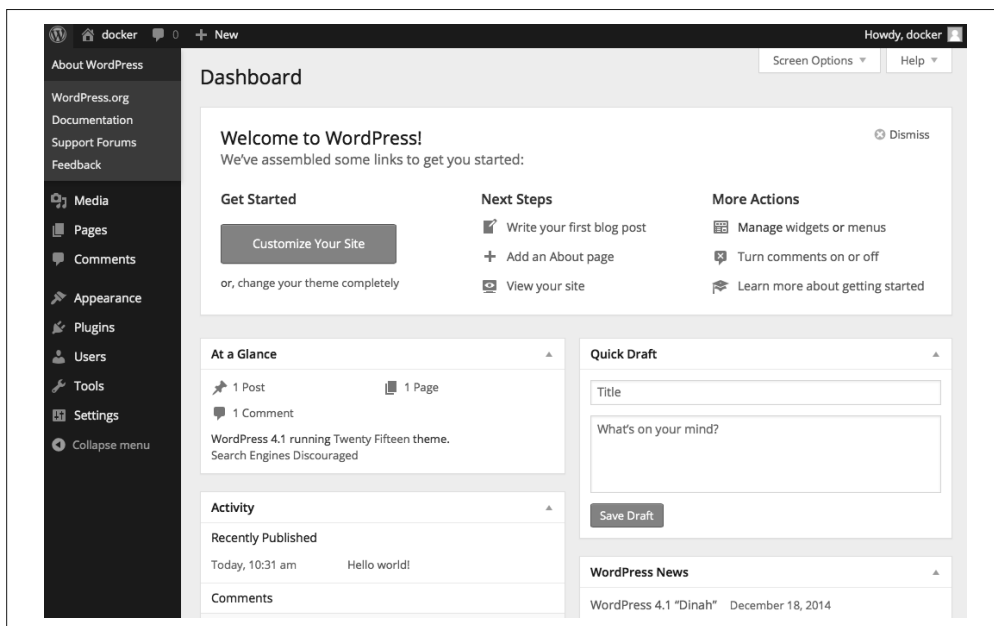 docker 0 + New Howdy, docker
About WordPress
WordPress.org
Documentation
Support Forums
Feedback
Media
Pages
Comments
Appearance
Plugins
Users
Tools
Settings
Collapse menu
Screen Options Help
Dashboard
Welcome to WordPress!
We've assembled some links to get you started:
Dismiss
Get Started
Customize Your Site
or, change your theme completely
Next Steps
Write your first blog post
Add an About page
View your site
More Actions
Manage widgets or menus
Turn comments on or off
Learn more about getting started
At a Glance
1 Post 1 Page
1 Comment
WordPress 4.1 running Twenty Fifteen theme.
Search Engines Discouraged
Activity
Recently Published
Today, 10:31 am Hello world!
Comments
Quick Draft
Title
What's on your mind?
Save Draft
WordPress News
WordPress 4.1 “Dinah” December 18, 2014